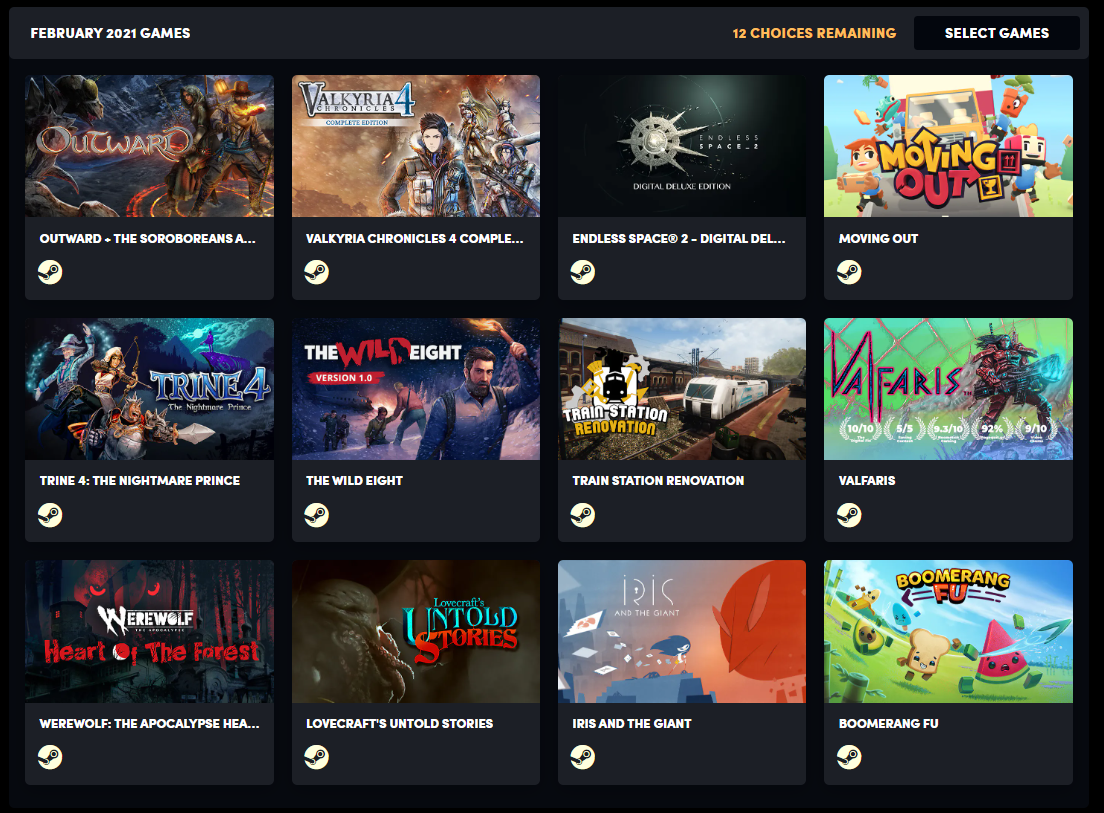 FEBRUARY 2021 GAMES
12 CHOICES REMAINING
SELECT GAMES
OUTWARD
VALKYRIA
CHRONICLES 4
COMPLETE EDITION
ENDLESS
SPACE_2
DIGITAL DELUXE EDITION
MOVING
OUT
OUTWARD + THE SOROBOREANS A...
VALKYRIA CHRONICLES 4 COMPLE...
ENDLESS SPACE® 2 - DIGITAL DEL...
MOVING OUT
TRINE 4
The Nightmare Prince
THE WILD EIGHT
VERSION 1.0
TRAIN STATION
RENOVATION
VALFARIS
10/10
5/5
9.3/10
92%
9/10
TRINE 4: THE NIGHTMARE PRINCE
THE WILD EIGHT
TRAIN STATION RENOVATION
VALFARIS
WEREWOLF
THE APOCALYPSE
Heart Of The Forest
Lovecraft's
UNTOLD
STORIES
IRIS
AND THE GIANT
BOOMERANG
FU
WEREWOLF: THE APOCALYPSE HEA...
LOVECRAFT'S UNTOLD STORIES
IRIS AND THE GIANT
BOOMERANG FU